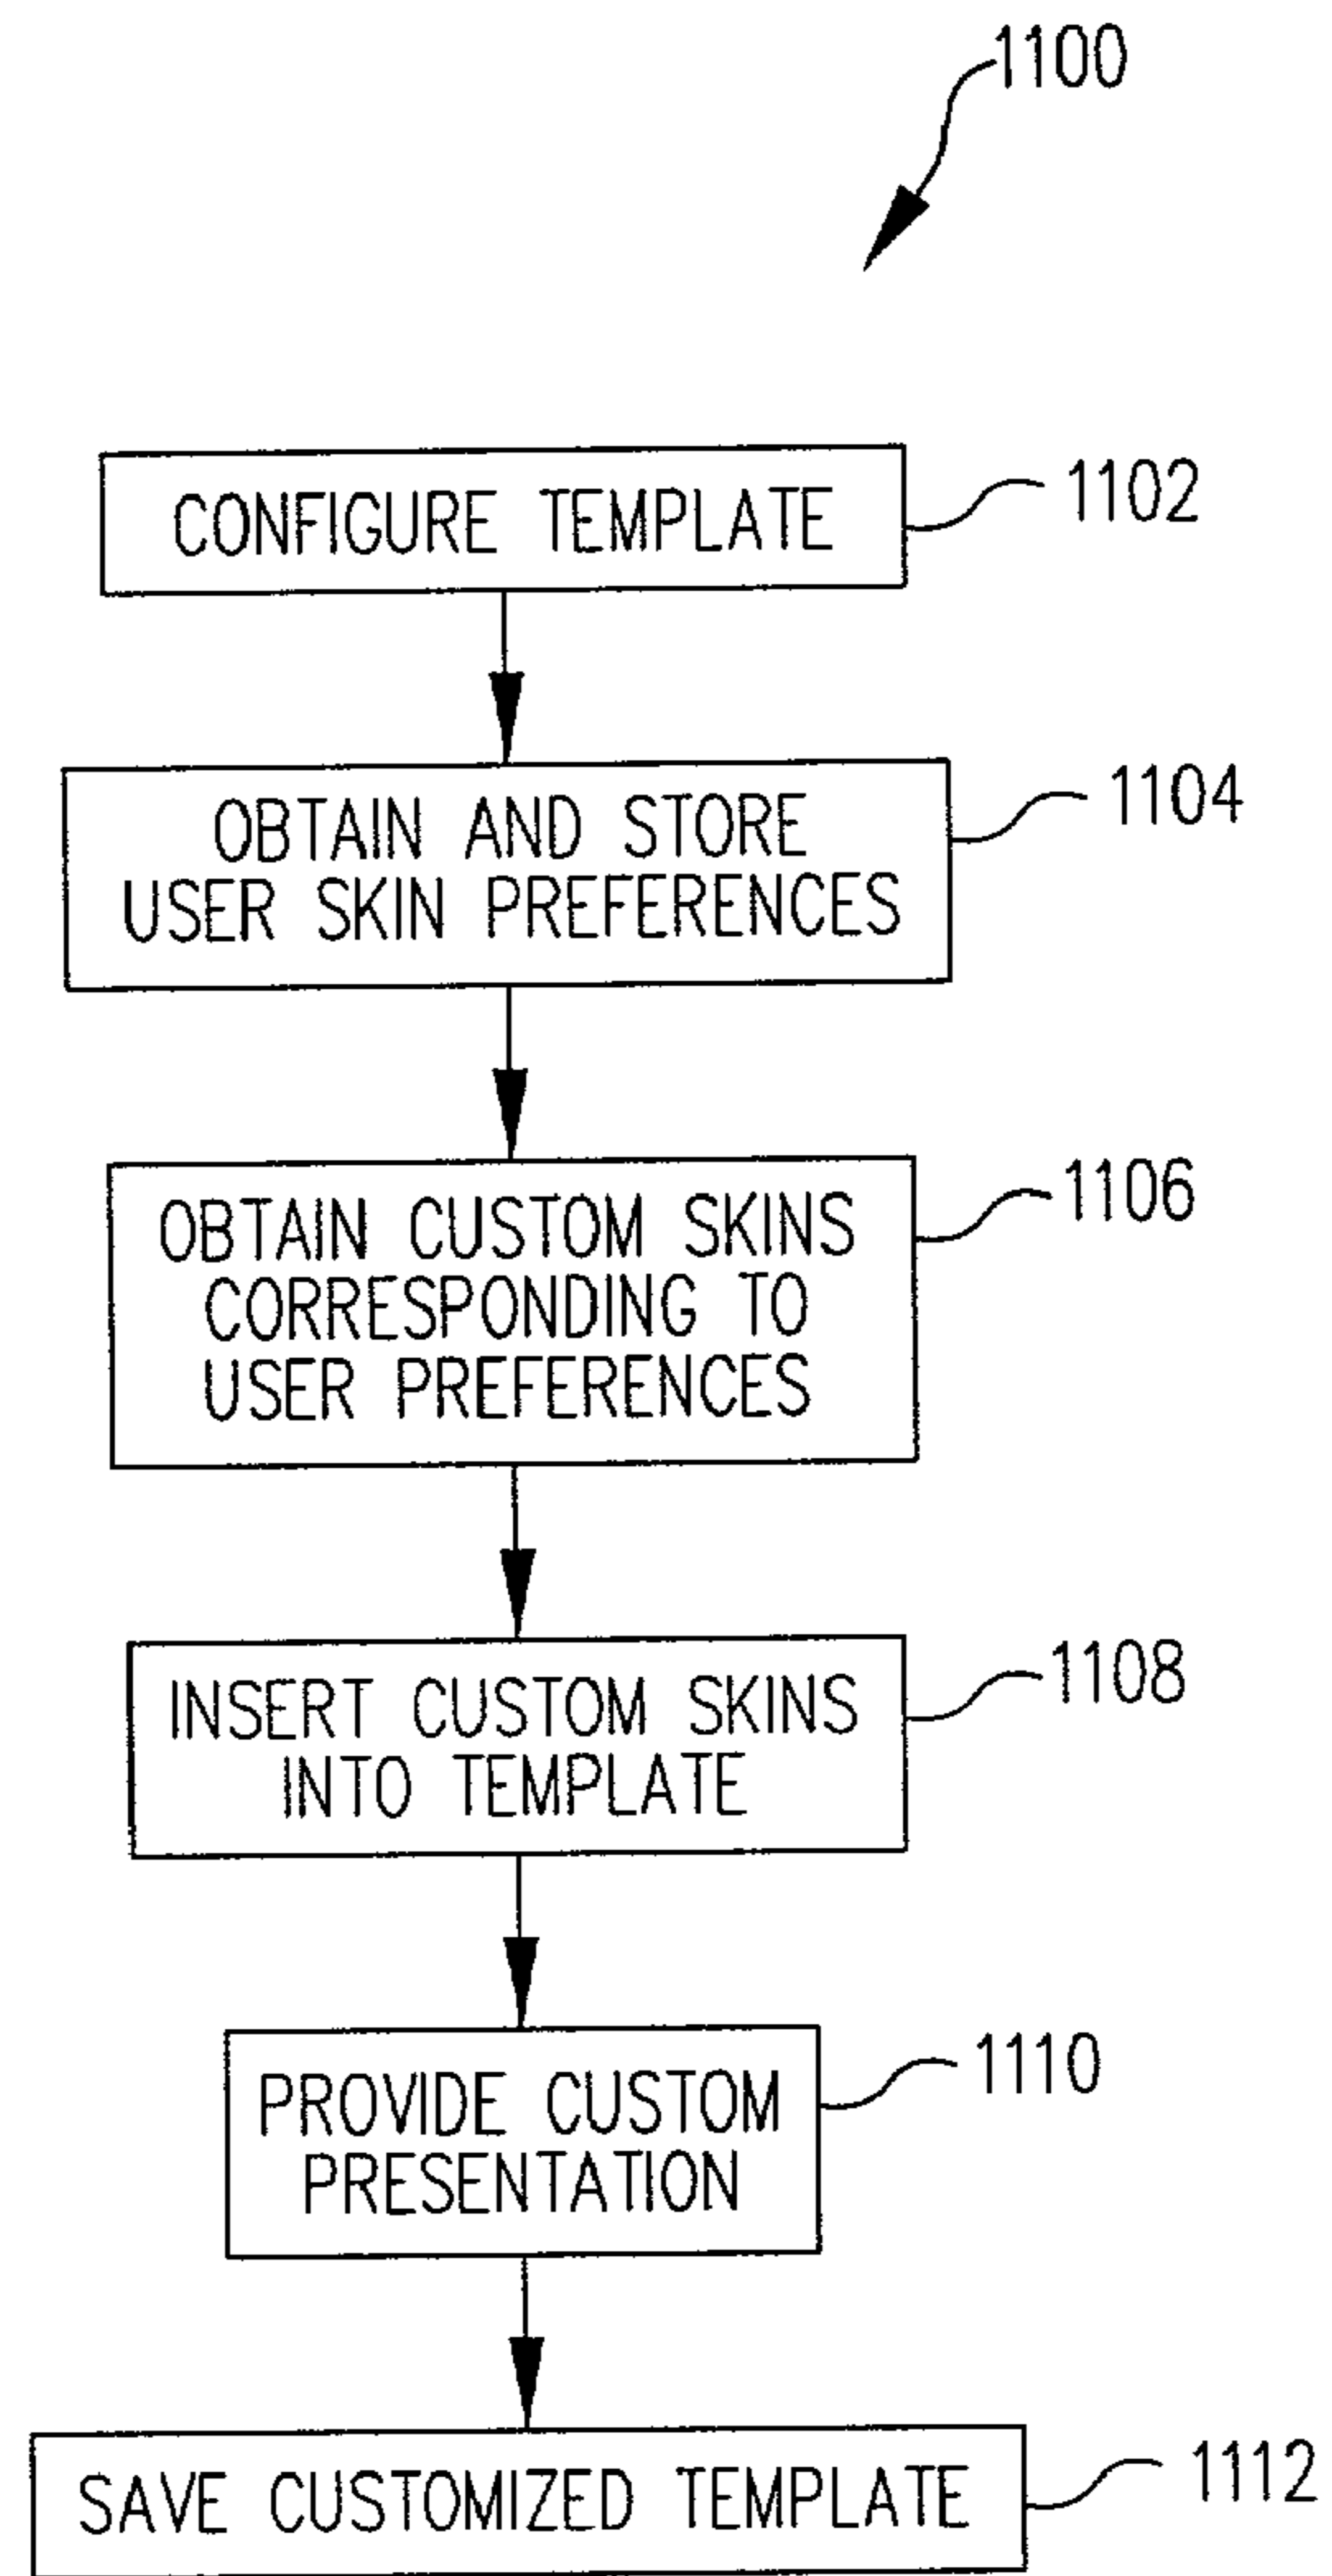 1100
CONFIGURE TEMPLATE
1102
OBTAIN AND STORE
USER SKIN PREFERENCES
1104
OBTAIN CUSTOM SKINS
CORRESPONDING TO
USER PREFERENCES
1106
INSERT CUSTOM SKINS
INTO TEMPLATE
1108
PROVIDE CUSTOM
PRESENTATION
1110
SAVE CUSTOMIZED TEMPLATE
1112